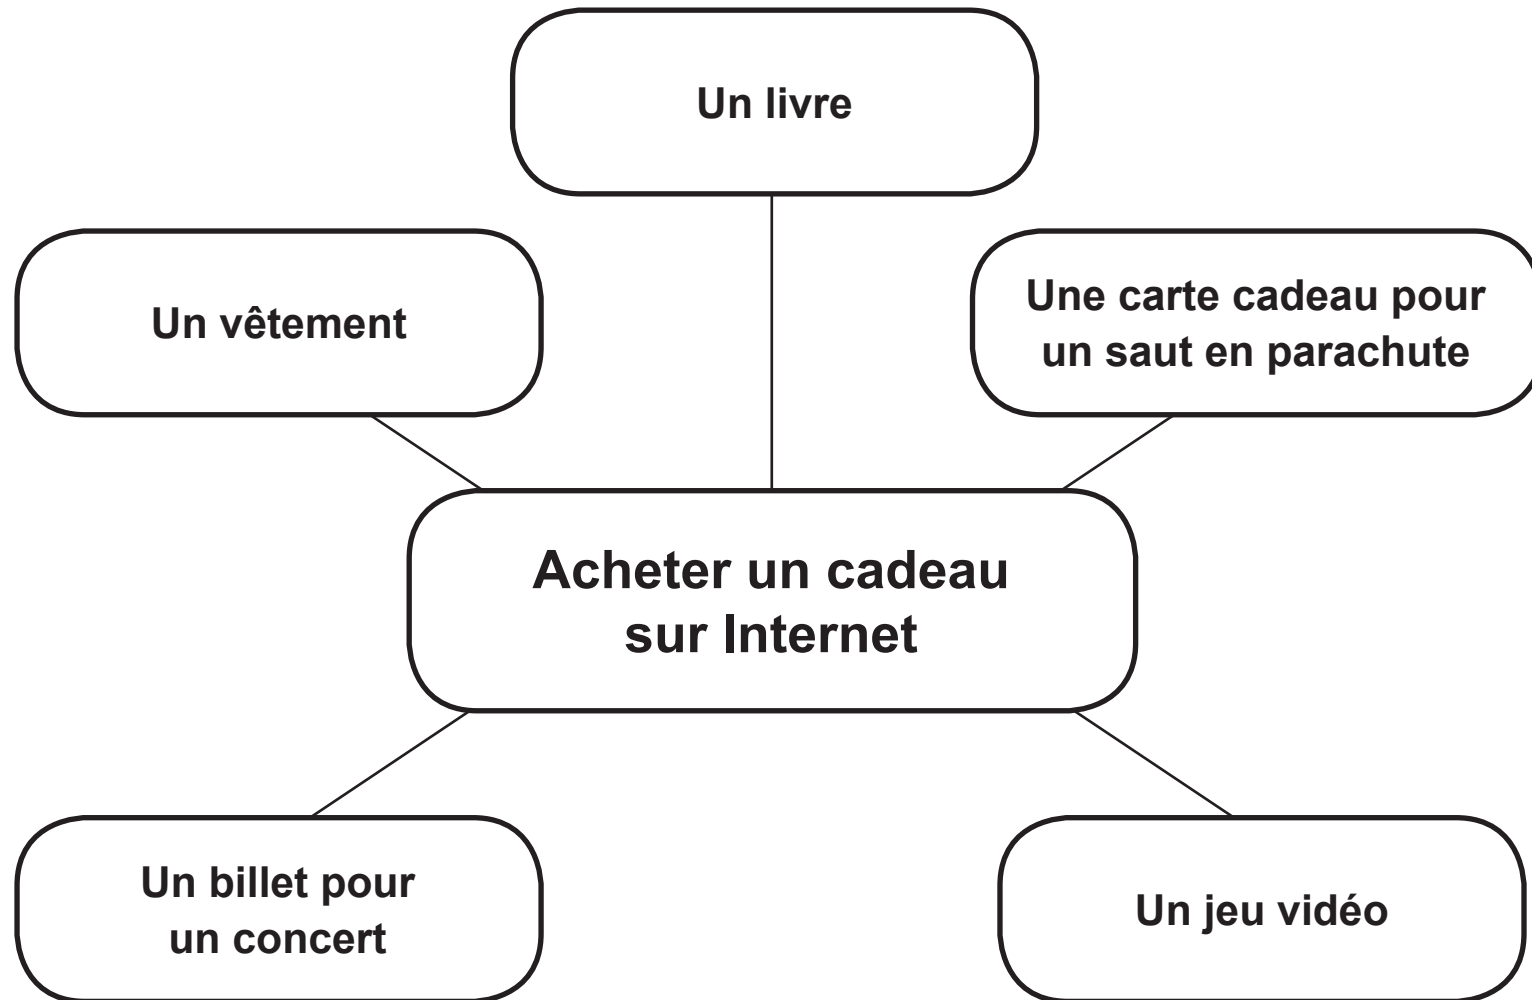 Un livre
Un vêtement
Une carte cadeau pour
un saut en parachute
Acheter un cadeau
sur Internet
Un billet pour
un concert
Un jeu vidéo